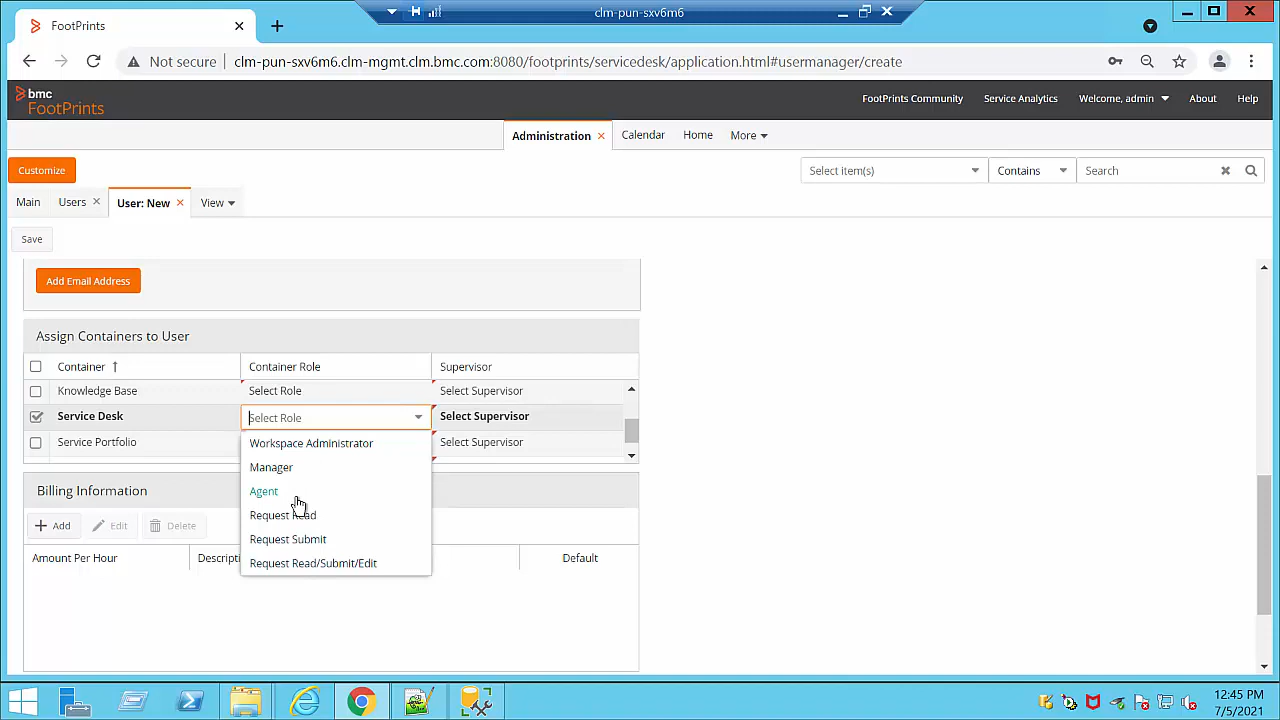 clm-pun-sxv6m6
FootPrints
Not secure clm-pun-sxv6m6.clm-mgmt.clm.bmc.com:8080/footprints/servicedesk/application.html#usermanager/create
bmc
FootPrints
FootPrints Community Service Analytics Welcome, admin About Help
Administration Calendar Home More
Customize Select item(s) Contains Search
Main Users User: New View
Save
Add Email Address
Assign Containers to User
Container Container Role Supervisor
Knowledge Base Select Role Select Supervisor
Service Desk Select Role Select Supervisor
Service Portfolio Select Supervisor
Workspace Administrator
Manager
Agent
Request Read
Request Submit
Request Read/Submit/Edit
Billing Information
Add Edit Delete
Amount Per Hour Descripti Default
12:45 PM
7/5/2021